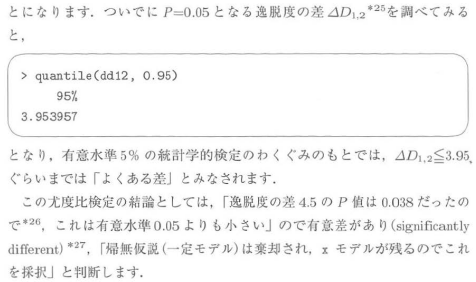 とになります．ついでに P=0.05 となる逸脱度の差 ΔD1,2*25を調べてみる
と，
> quantile(dd12, 0.95)
95%
3.953957
となり，有意水準 5% の統計学的検定のわくぐみのもとでは，ΔD1,2≦3.95
ぐらいまでは「よくある差」とみなされます．
この尤度比検定の結論としては，「逸脱度の差 4.5 の P 値は 0.038 だったの
で*26，これは有意水準 0.05 よりも小さい」ので有意差があり(significantly
different)*27，「帰無仮説(一定モデル)は棄却され，x モデルが残るのでこれ
を採択」と判断します．